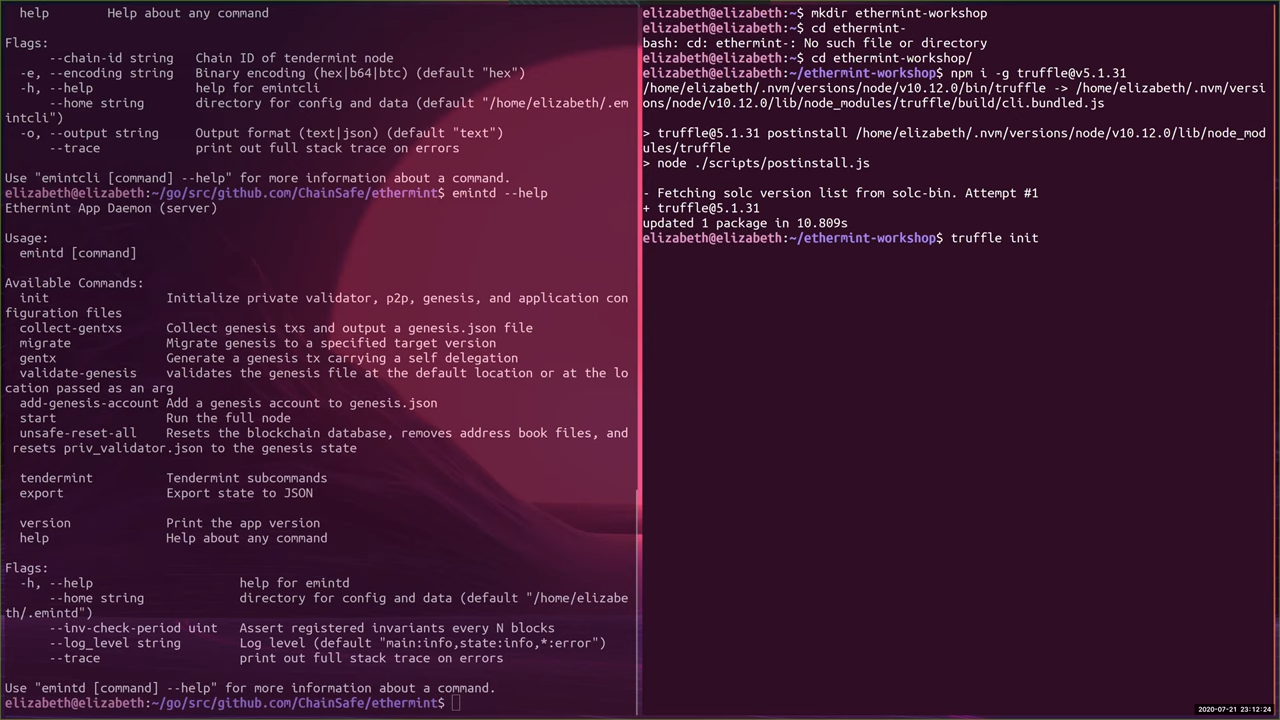 help        Help about any command

Flags:
      --chain-id string   Chain ID of tendermint node
  -e, --encoding string   Binary encoding (hex|b64|btc) (default "hex")
  -h, --help              help for emintcli
      --home string       directory for config and data (default "/home/elizabeth/.em
intcli")
  -o, --output string     Output format (text|json) (default "text")
      --trace             print out full stack trace on errors

Use "emintcli [command] --help" for more information about a command.
elizabeth@elizabeth:~/go/src/github.com/ChainSafe/ethermint$ emintd --help
Ethermint App Daemon (server)

Usage:
  emintd [command]

Available Commands:
  init                Initialize private validator, p2p, genesis, and application con
figuration files
  collect-gentxs      Collect genesis txs and output a genesis.json file
  migrate             Migrate genesis to a specified target version
  gentx               Generate a genesis tx carrying a self delegation
  validate-genesis    validates the genesis file at the default location or at the lo
cation passed as an arg
  add-genesis-account Add a genesis account to genesis.json
  start               Run the full node
  unsafe-reset-all    Resets the blockchain database, removes address book files, and
 resets priv_validator.json to the genesis state

  tendermint          Tendermint subcommands
  export              Export state to JSON

  version             Print the app version
  help                Help about any command

Flags:
  -h, --help                    help for emintd
      --home string             directory for config and data (default "/home/elizabe
th/.emintd")
      --inv-check-period uint   Assert registered invariants every N blocks
      --log_level string        Log level (default "main:info,state:info,*:error")
      --trace                   print out full stack trace on errors

Use "emintd [command] --help" for more information about a command.
elizabeth@elizabeth:~/go/src/github.com/ChainSafe/ethermint$
elizabeth@elizabeth:~$ mkdir ethermint-workshop
elizabeth@elizabeth:~$ cd ethermint-
bash: cd: ethermint-: No such file or directory
elizabeth@elizabeth:~$ cd ethermint-workshop/
elizabeth@elizabeth:~/ethermint-workshop$ npm i -g truffle@v5.1.31
/home/elizabeth/.nvm/versions/node/v10.12.0/bin/truffle -> /home/elizabeth/.nvm/versi
ons/node/v10.12.0/lib/node_modules/truffle/build/cli.bundled.js

> truffle@5.1.31 postinstall /home/elizabeth/.nvm/versions/node/v10.12.0/lib/node_mod
ules/truffle
> node ./scripts/postinstall.js

- Fetching solc version list from solc-bin. Attempt #1
+ truffle@5.1.31
updated 1 package in 10.809s
elizabeth@elizabeth:~/ethermint-workshop$ truffle init
2020-07-21 23:12:24